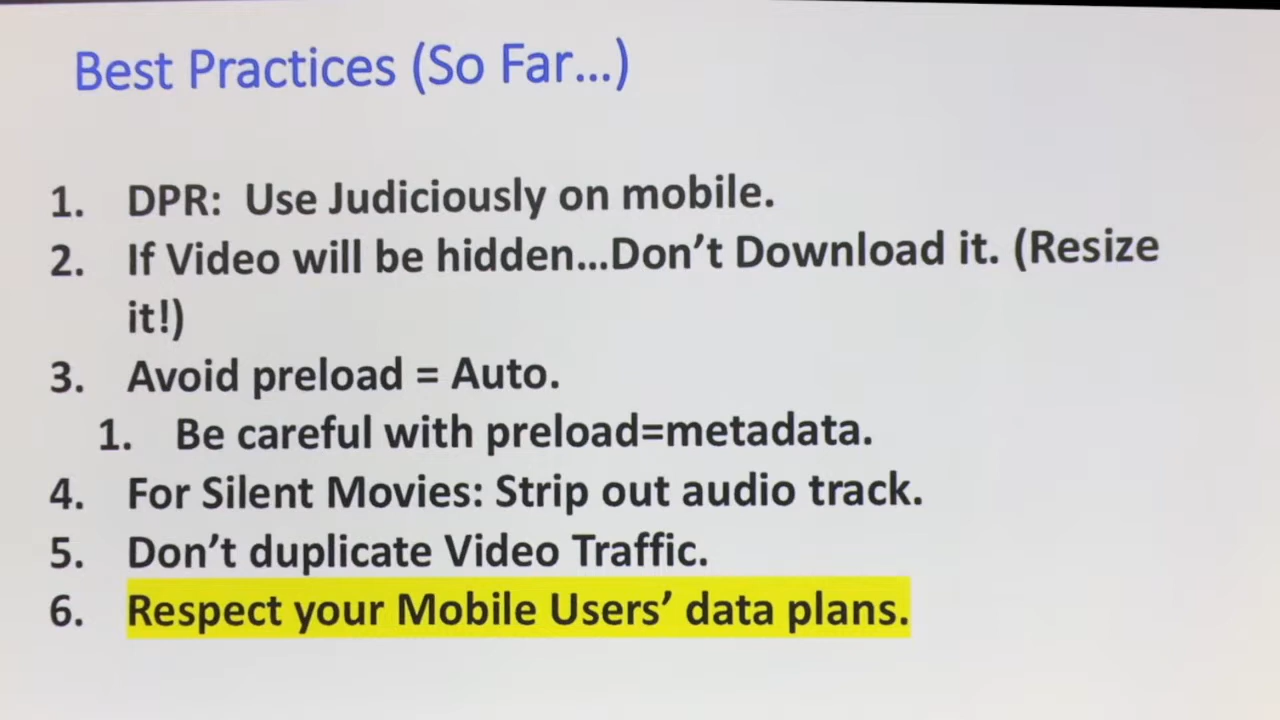 Best Practices (So Far...)
1. DPR: Use Judiciously on mobile.
2. If Video will be hidden...Don't Download it. (Resize
it!)
3. Avoid preload = Auto.
1. Be careful with preload=metadata.
4. For Silent Movies: Strip out audio track.
5. Don't duplicate Video Traffic.
6. Respect your Mobile Users' data plans.